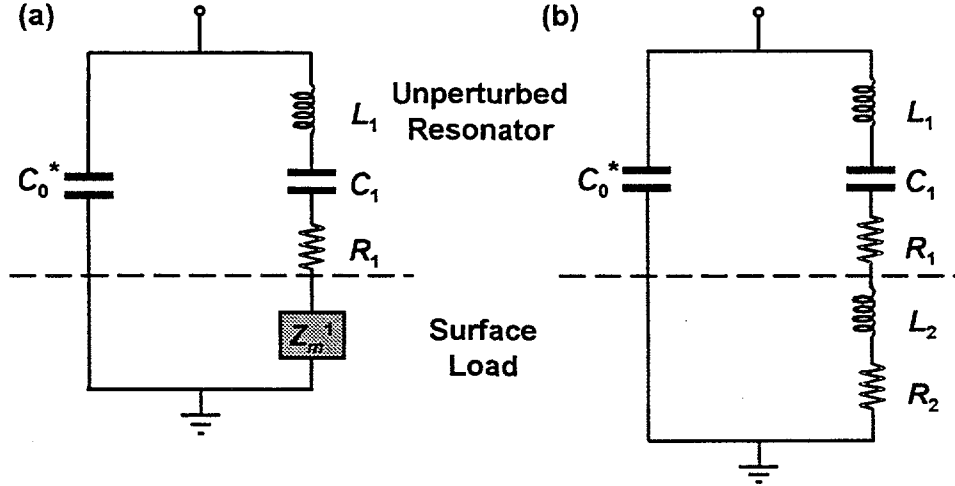 (a)
(b)
Unperturbed
Resonator
L₁
C₀*
C₁
R₁
Zₘ¹
Surface
Load
L₁
C₀*
C₁
R₁
L₂
R₂